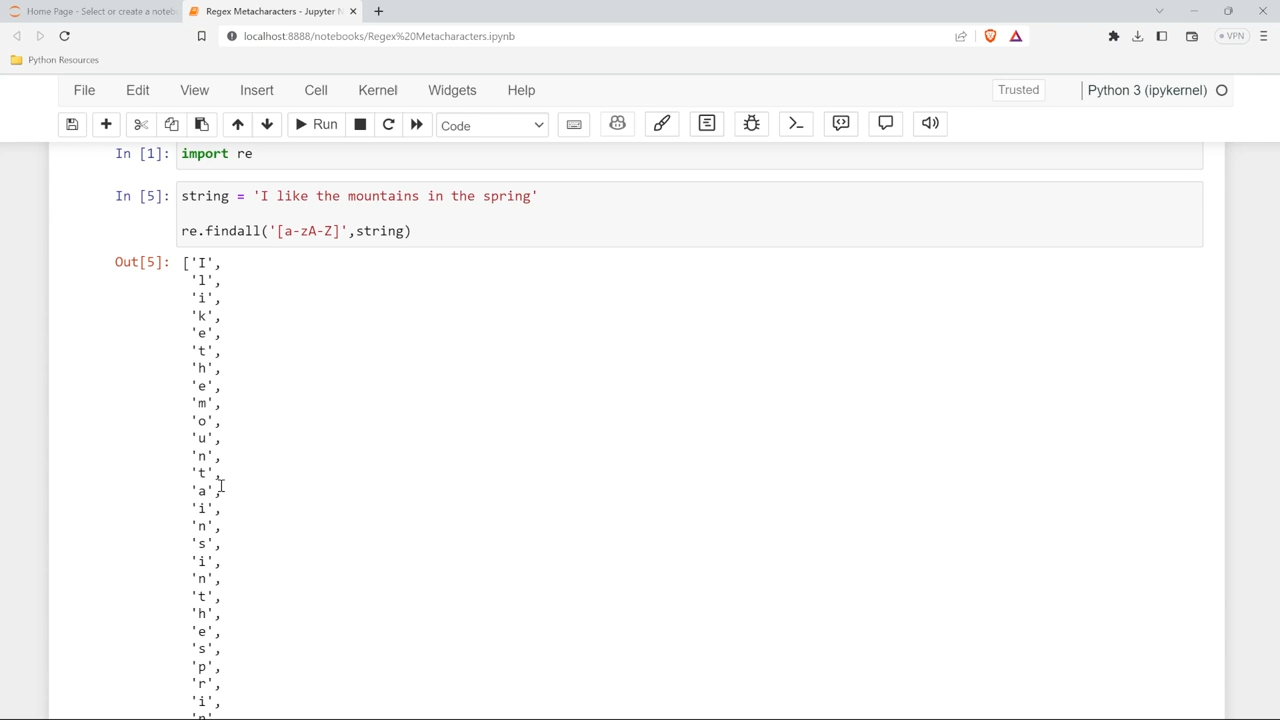 Home Page - Select or create a noteb
Regex Metacharacters - Jupyter N
localhost:8888/notebooks/Regex%20Metacharacters.ipynb
VPN
Python Resources
File Edit View Insert Cell Kernel Widgets Help Trusted Python 3 (ipykernel)
Run Code
In [1]: import re
In [5]: string = 'I like the mountains in the spring'
re.findall('[a-zA-Z]',string)
Out[5]: ['I',
'l',
'i',
'k',
'e',
't',
'h',
'e',
'm',
'o',
'u',
'n',
't',
'a',
'i',
'n',
's',
'i',
'n',
't',
'h',
'e',
's',
'p',
'r',
'i',
'n',